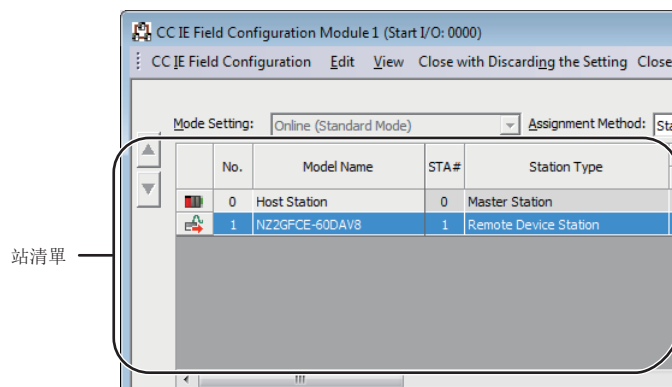 CC IE Field Configuration Module 1 (Start I/O: 0000)
CC IE Field Configuration Edit View Close with Discarding the Setting Close
Mode Setting: Online (Standard Mode) Assignment Method: Sta
No. Model Name STA# Station Type
0 Host Station 0 Master Station
1 NZ2GFCE-60DAV8 1 Remote Device Station
站清單